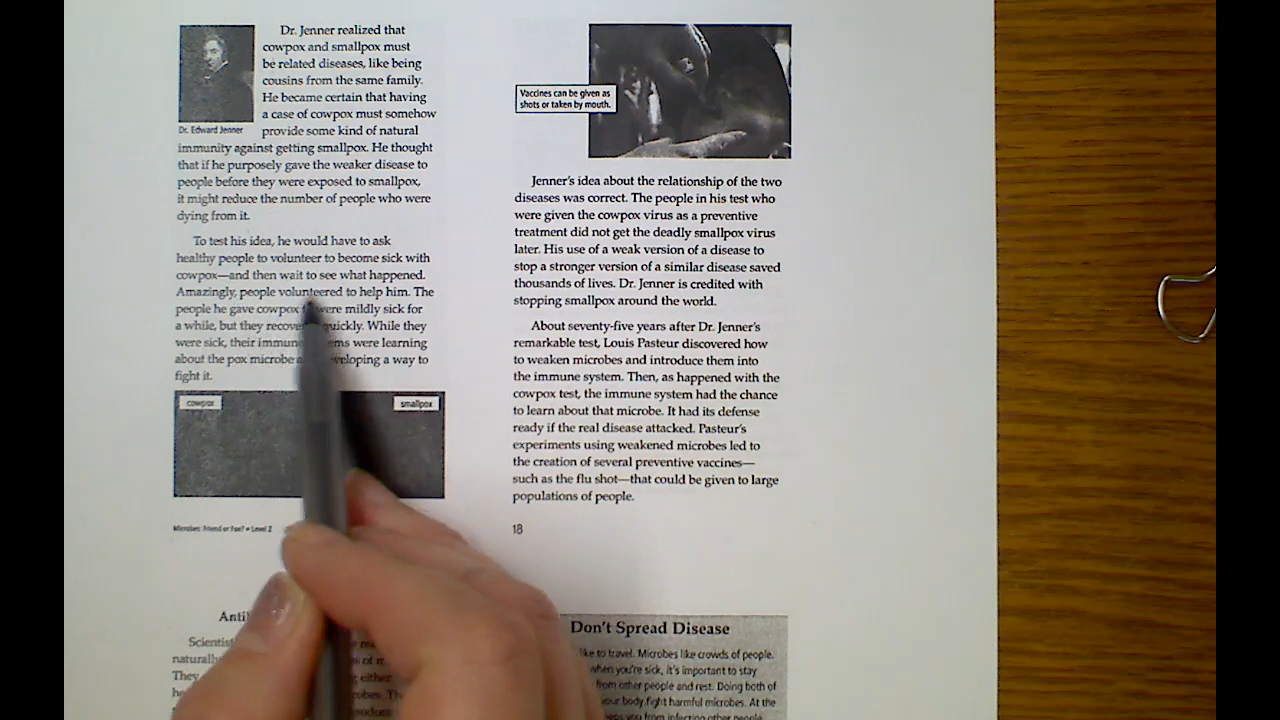 Dr. Jenner realized that
cowpox and smallpox must
be related diseases, like being
cousins from the same family.
He became certain that having
a case of cowpox must somehow
provide some kind of natural
Dr. Edward Jenner
immunity against getting smallpox. He thought
that if he purposely gave the weaker disease to
people before they were exposed to smallpox,
it might reduce the number of people who were
dying from it.
To test his idea, he would have to ask
healthy people to volunteer to become sick with
cowpox—and then wait to see what happened.
Amazingly, people volunteered to help him. The
people he gave cowpox were mildly sick for
a while, but they quickly. While they
were sick, their immune were learning
about the pox microbe a way to
fight it.
cowpox
smallpox
Microbes: Friend or Foe? • Level Z
Vaccines can be given as
shots or taken by mouth.
Jenner's idea about the relationship of the two
diseases was correct. The people in his test who
were given the cowpox virus as a preventive
treatment did not get the deadly smallpox virus
later. His use of a weak version of a disease to
stop a stronger version of a similar disease saved
thousands of lives. Dr. Jenner is credited with
stopping smallpox around the world.
About seventy-five years after Dr. Jenner's
remarkable test, Louis Pasteur discovered how
to weaken microbes and introduce them into
the immune system. Then, as happened with the
cowpox test, the immune system had the chance
to learn about that microbe. It had its defense
ready if the real disease attacked. Pasteur's
experiments using weakened microbes led to
the creation of several preventive vaccines—
such as the flu shot—that could be given to large
populations of people.
18
naturally
They either
Don't Spread Disease
like to travel. Microbes like crowds of people.
when you're sick, it's important to stay
from other people and rest. Doing both of
your body fight harmful microbes. At the
you from infecting other people